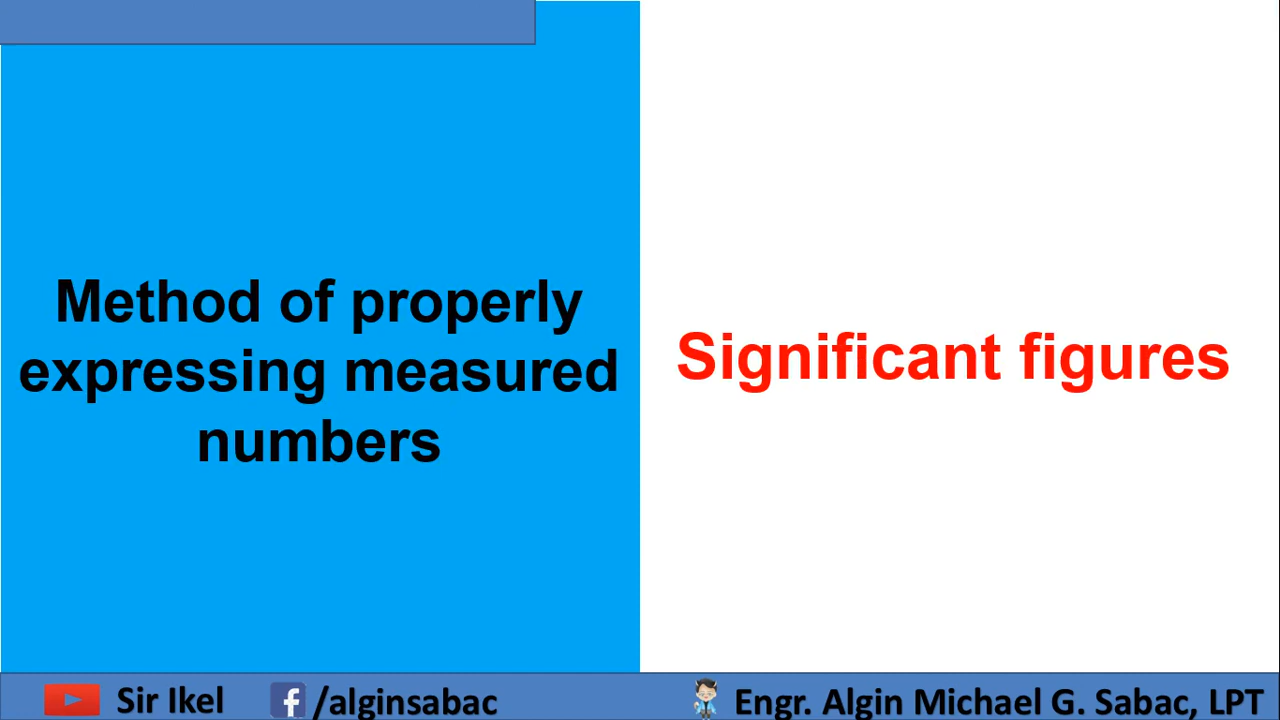 Method of properly
expressing measured
numbers
Significant figures
Sir Ikel
/alginsabac
Engr. Algin Michael G. Sabac, LPT